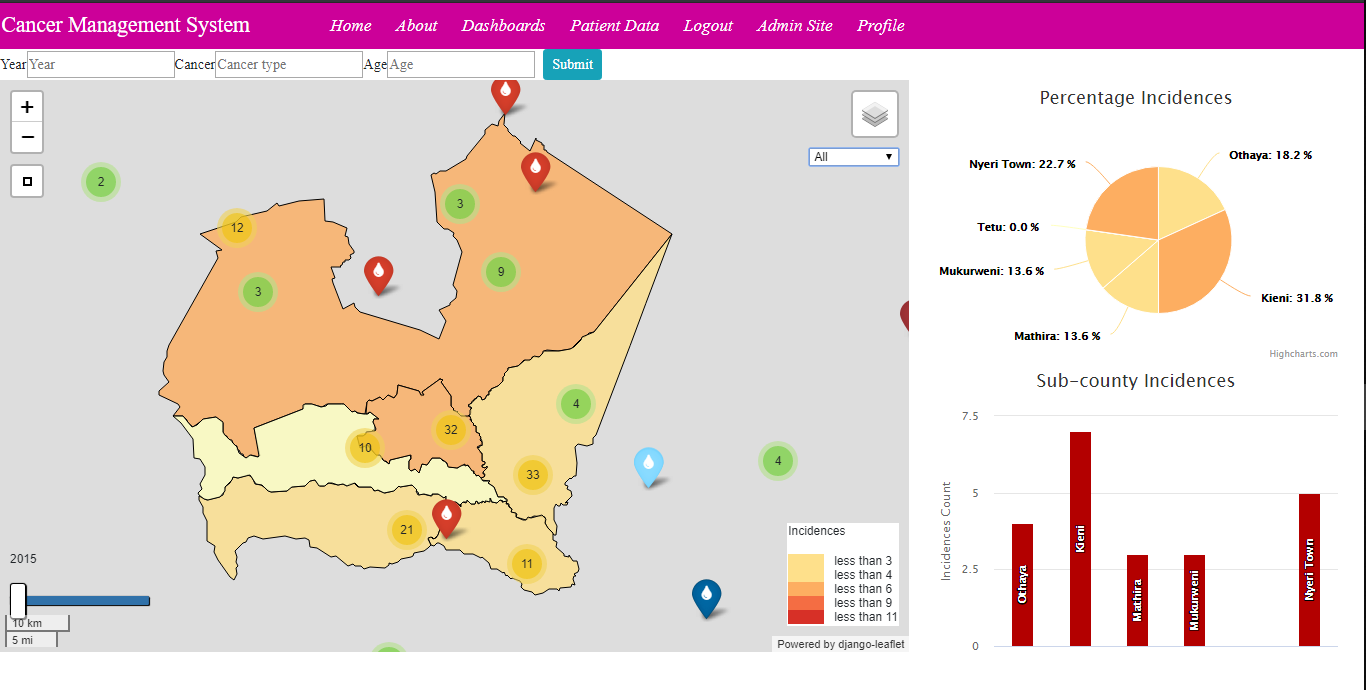 Cancer Management System Home About Dashboards Patient Data Logout Admin Site Profile
Year Year Cancer Cancer type Age Age Submit
+
−
All
2
3
12
9
3
4
32
10
33
4
21
11
2015
10 km
5 mi
Incidences
less than 3
less than 4
less than 6
less than 9
less than 11
Powered by django-leaflet
Percentage Incidences
Othaya: 18.2 %
Nyeri Town: 22.7 %
Tetu: 0.0 %
Mukurweni: 13.6 %
Kieni: 31.8 %
Mathira: 13.6 %
Highcharts.com
Sub-county Incidences
Incidences Count
7.5
5
2.5
0
Othaya
Kieni
Mathira
Mukurweni
Nyeri Town